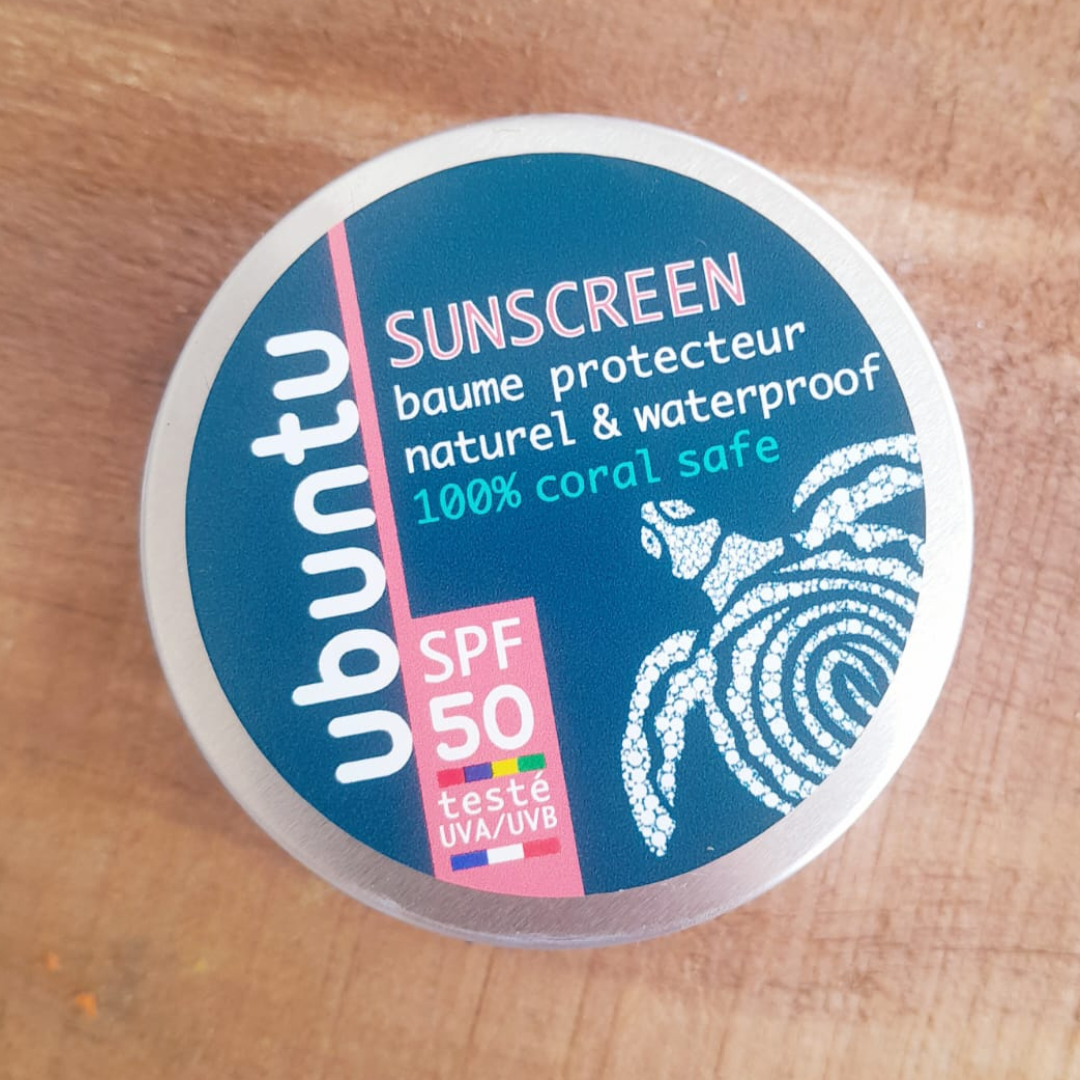 ubuntu
SUNSCREEN
baume protecteur
naturel & waterproof
100% coral safe
SPF
50
testé
UVA/UVB